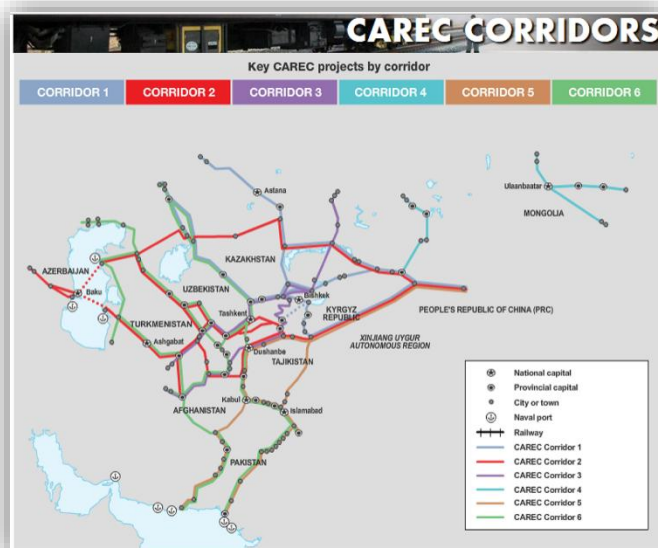 CAREC CORRIDORS
Key CAREC projects by corridor
CORRIDOR 1 CORRIDOR 2 CORRIDOR 3 CORRIDOR 4 CORRIDOR 5 CORRIDOR 6
Astana
Ulaanbaatar
MONGOLIA
KAZAKHSTAN
AZERBAIJAN
Baku
UZBEKISTAN
Bishkek
KYRGYZ
REPUBLIC
PEOPLE'S REPUBLIC OF CHINA (PRC)
Tashkent
TURKMENISTAN
Ashgabat
XINJIANG UYGUR
AUTONOMOUS REGION
Dushanbe
TAJIKISTAN
Kabul
AFGHANISTAN
Islamabad
PAKISTAN
National capital
Provincial capital
City or town
Naval port
Railway
CAREC Corridor 1
CAREC Corridor 2
CAREC Corridor 3
CAREC Corridor 4
CAREC Corridor 5
CAREC Corridor 6